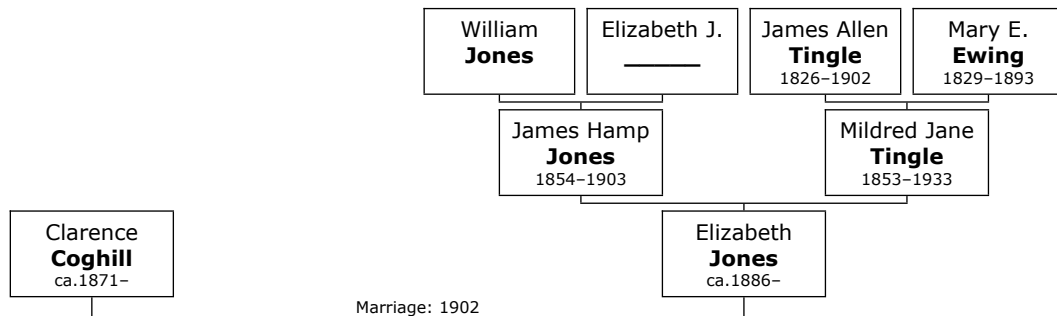 William
Jones
Elizabeth J.
______
James Allen
Tingle
1826–1902
Mary E.
Ewing
1829–1893
James Hamp
Jones
1854–1903
Mildred Jane
Tingle
1853–1933
Clarence
Coghill
ca.1871–
Elizabeth
Jones
ca.1886–
Marriage: 1902